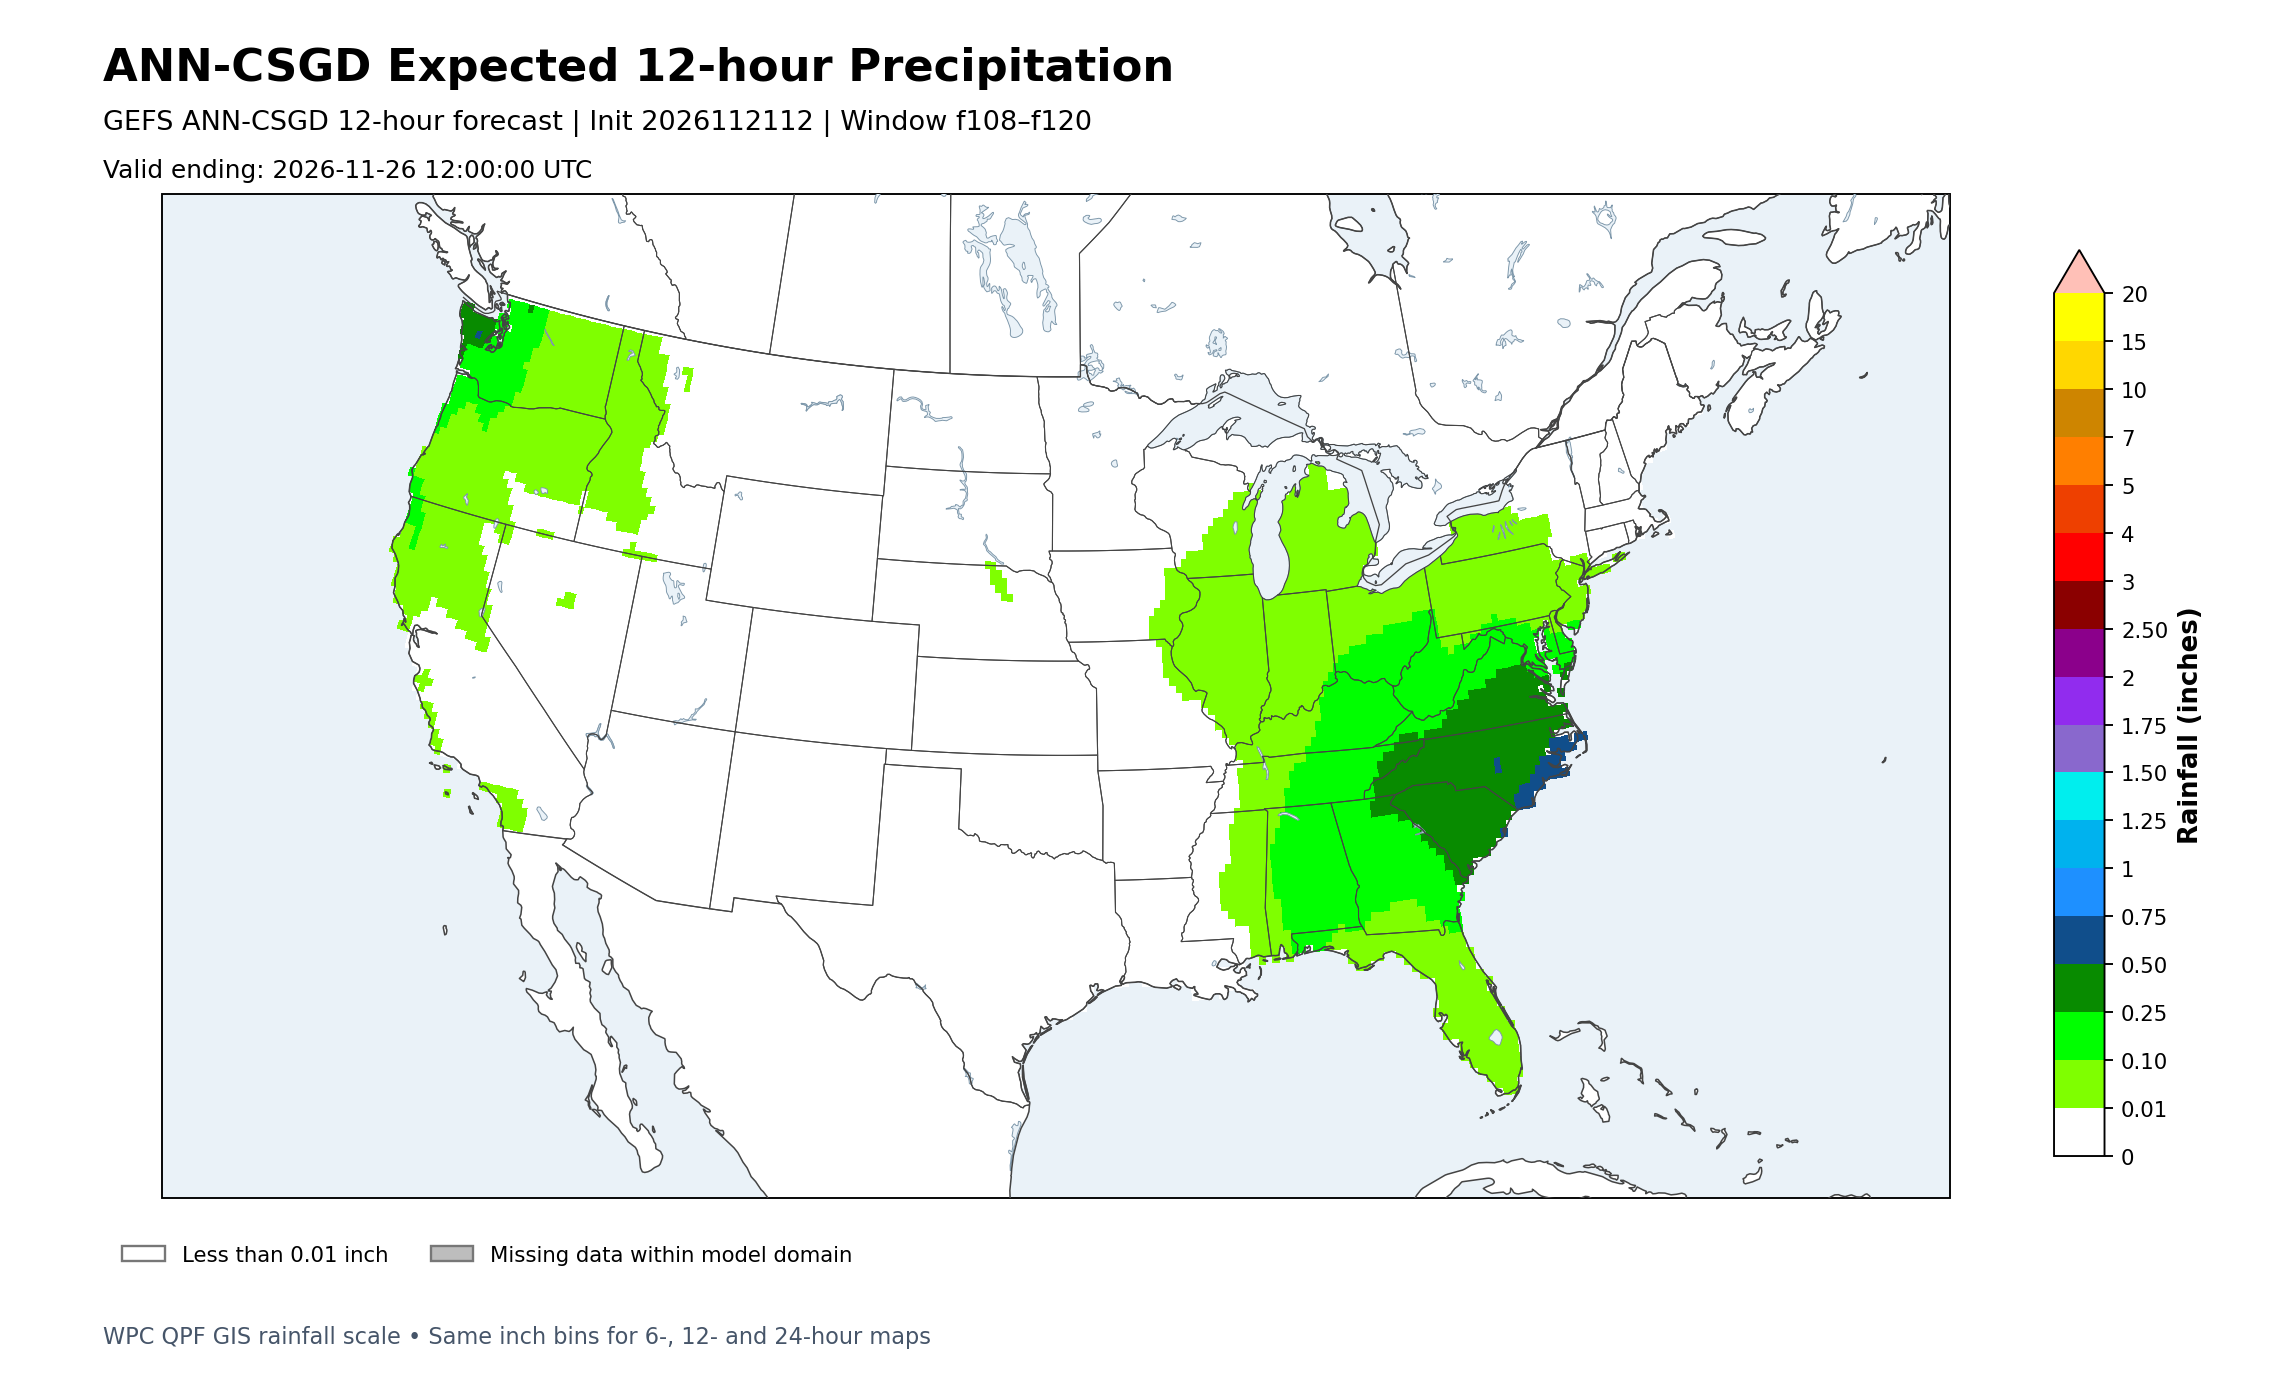 ANN-CSGD Expected 12-hour Precipitation
GEFS ANN-CSGD 12-hour forecast | Init 2026112112 | Window f108–f120
Valid ending: 2026-11-26 12:00:00 UTC
20
15
10
7
5
4
3
2.50
2
1.75
1.50
1.25
1
0.75
0.50
0.25
0.10
0.01
0
Rainfall (inches)
Less than 0.01 inch
Missing data within model domain
WPC QPF GIS rainfall scale • Same inch bins for 6-, 12- and 24-hour maps